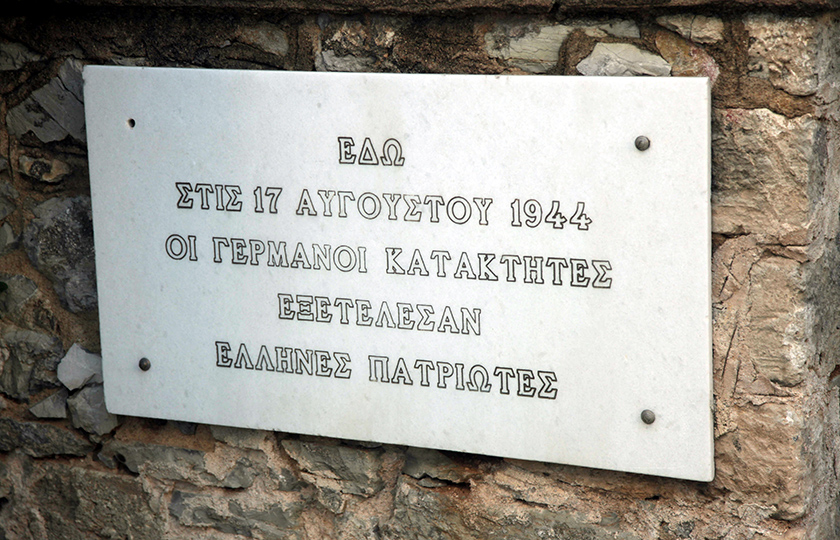 ΕΔΩ
ΣΤΙΣ 17 ΑΥΓΟΥΣΤΟΥ 1944
ΟΙ ΓΕΡΜΑΝΟΙ ΚΑΤΑΚΤΗΤΕΣ
ΕΞΕΤΕΛΕΣΑΝ
ΕΛΛΗΝΕΣ ΠΑΤΡΙΩΤΕΣ